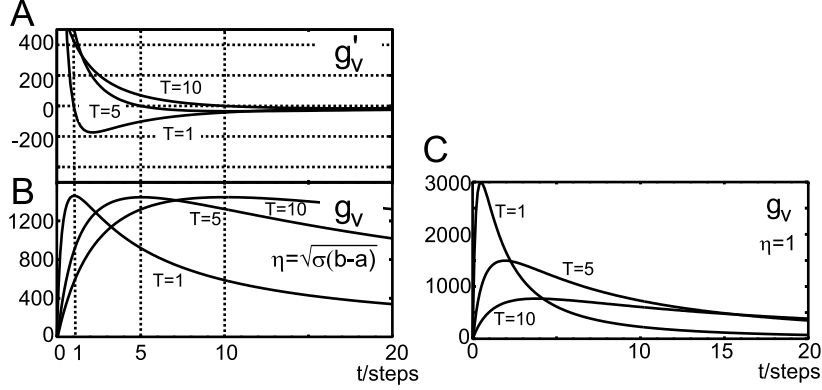 A
400
200
0
-200
g'v
T=10
T=5
T=1
B
1200
800
400
0
gv
T=10
T=5
T=1
η=√σ(b-a)
0 1 5 10 20
t/steps
C
3000
2000
1000
0
gv
η=1
T=1
T=5
T=10
0 5 10 15 20
t/steps